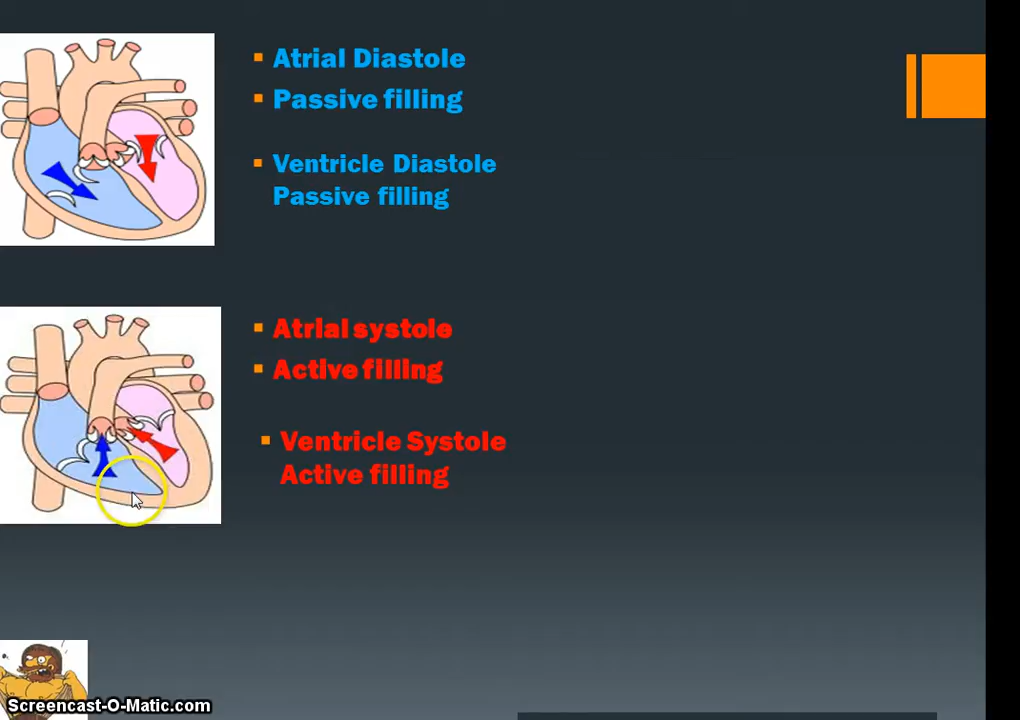 Atrial Diastole
Passive filling
Ventricle Diastole
Passive filling
Atrial systole
Active filling
Ventricle Systole
Active filling
Screencast-O-Matic.com